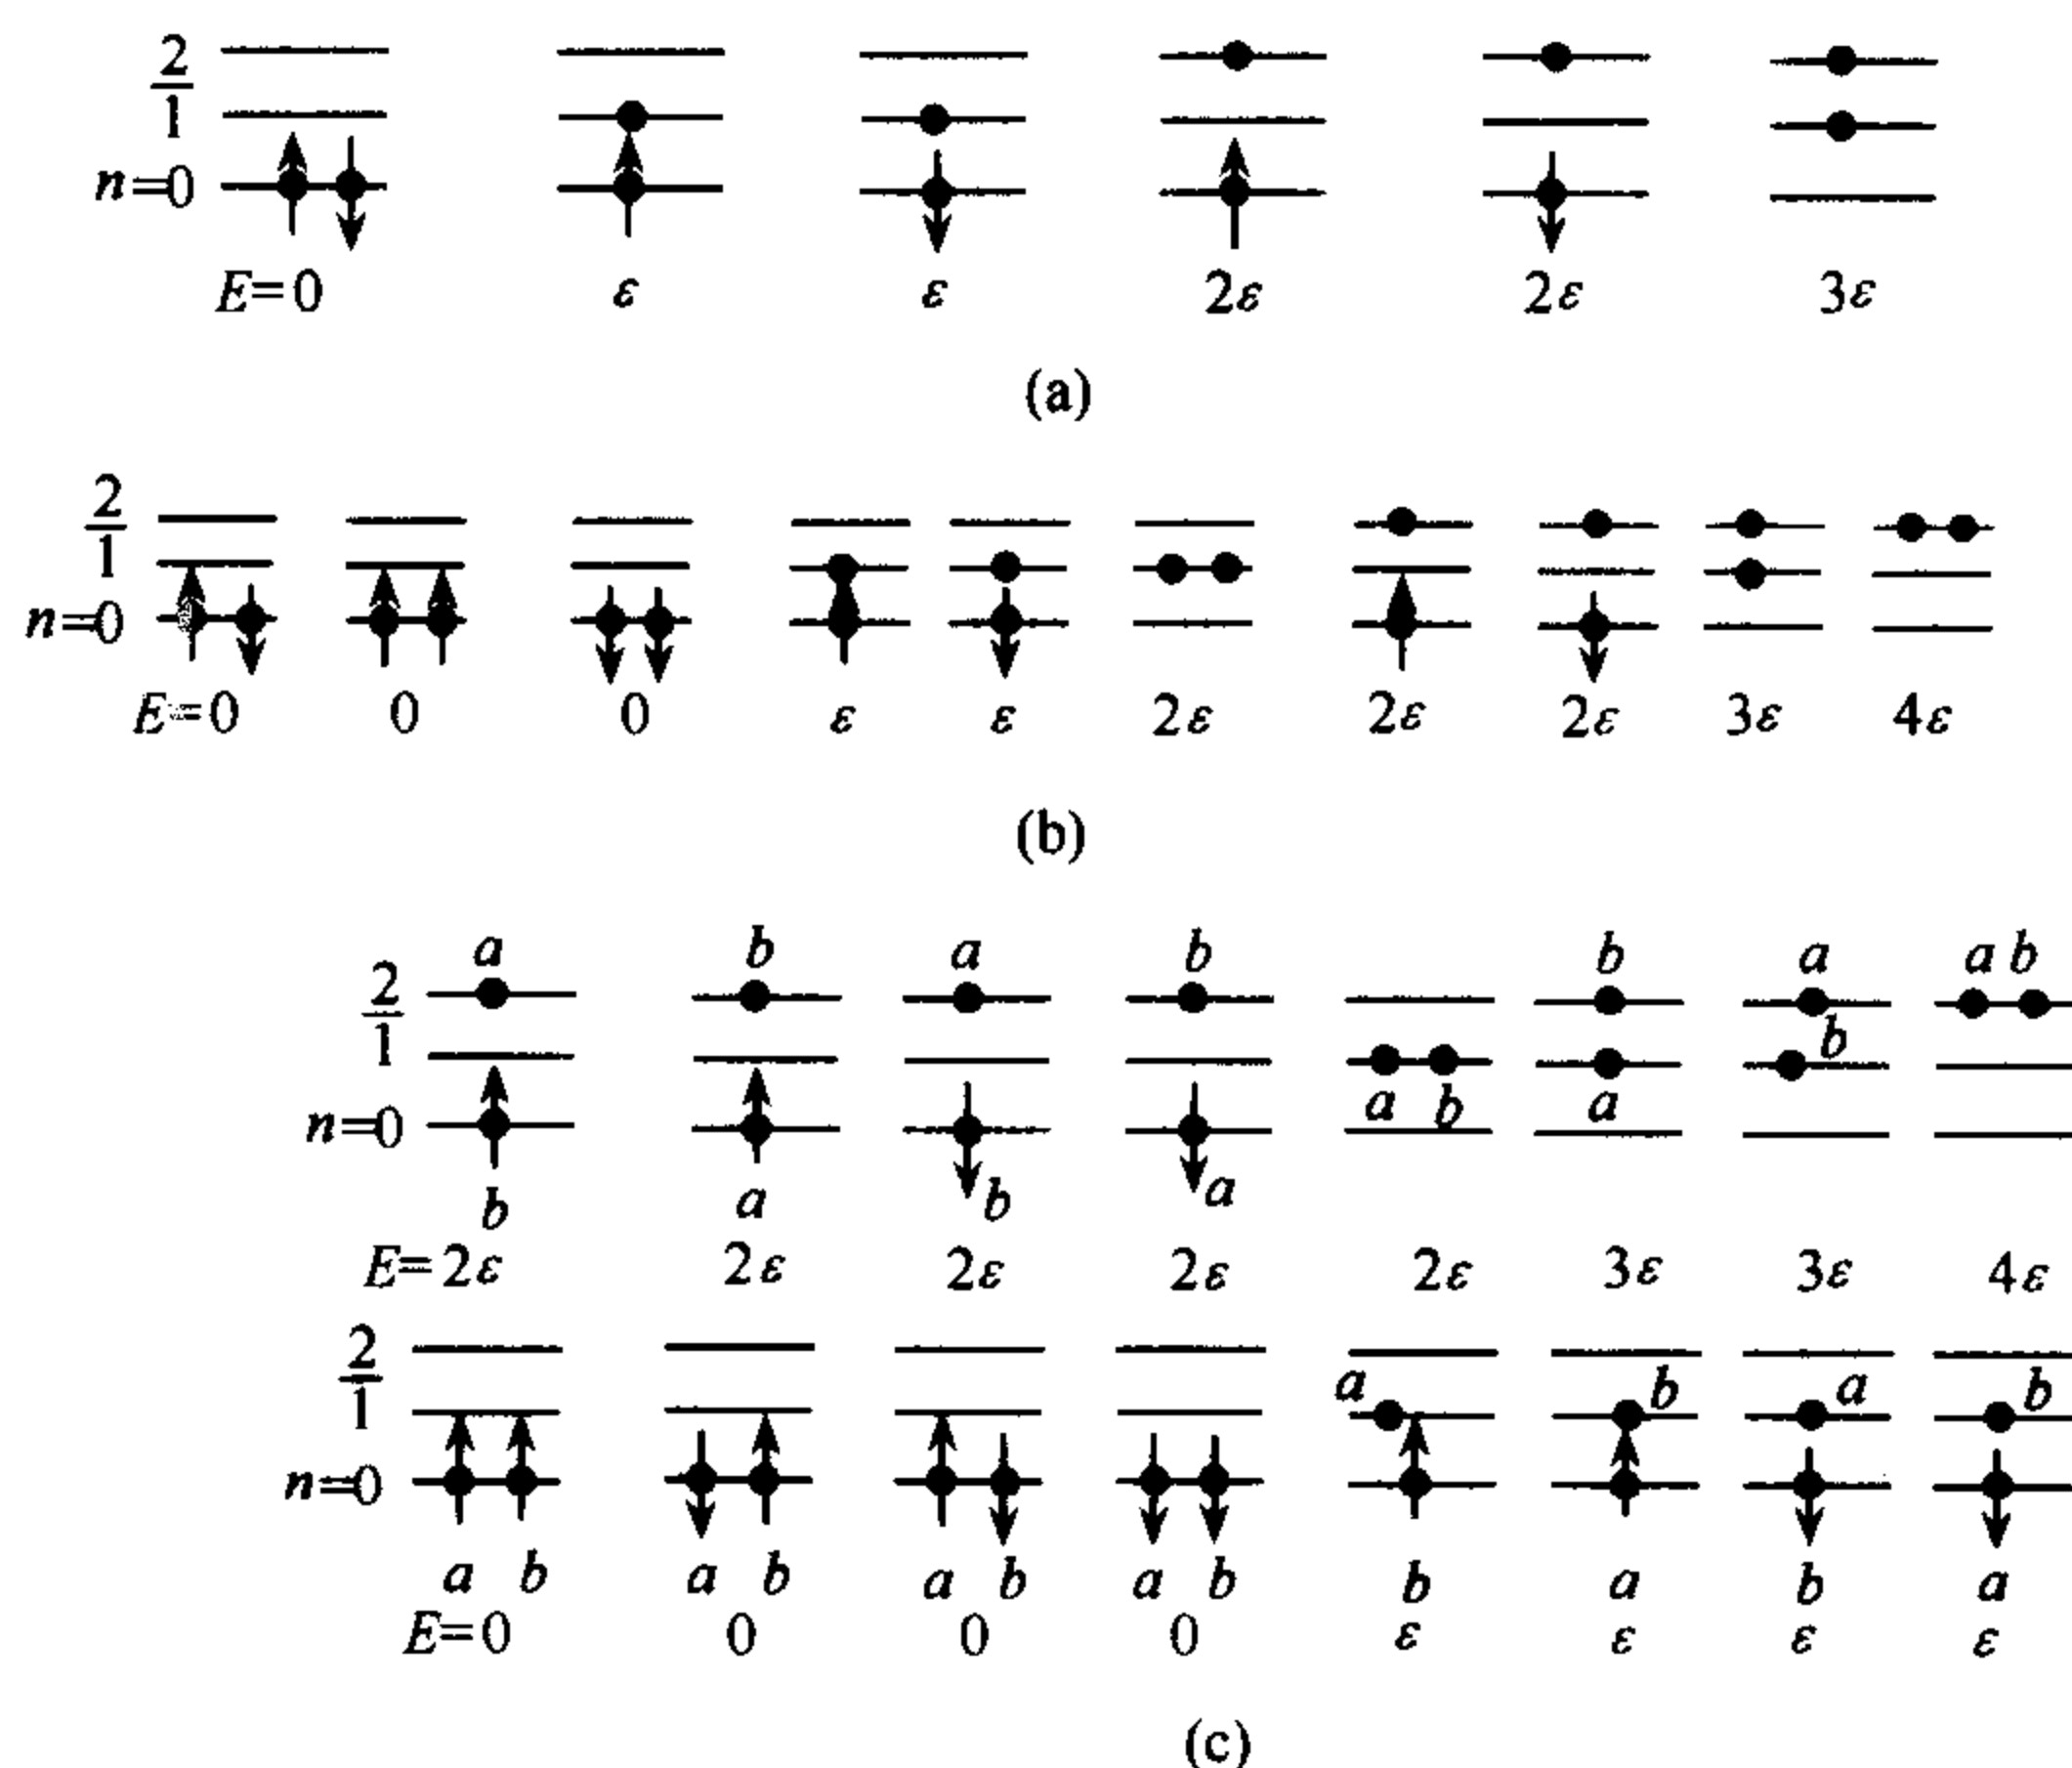 2
1
n=0
E=0 ε ε 2ε 2ε 3ε
(a)
2
1
n=0
E=0 0 0 ε ε 2ε 2ε 2ε 3ε 4ε
(b)
a b a b b a a b
2
1 b
n=0 a b a
b a b a
E=2ε 2ε 2ε 2ε 2ε 3ε 3ε 4ε
2
1 a b a b
n=0
a b a b a b a b b a b a
E=0 0 0 0 ε ε ε ε
(c)